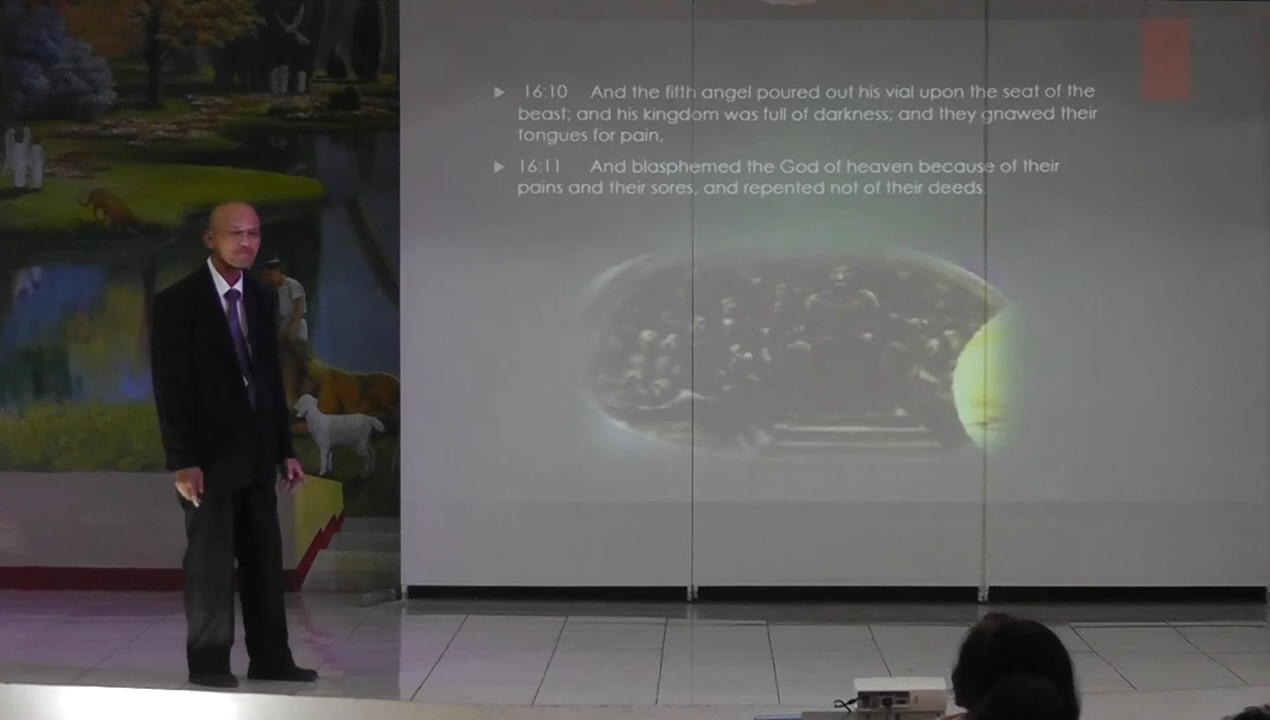 16:10 And the fifth angel poured out his vial upon the seat of the
beast; and his kingdom was full of darkness; and they gnawed their
tongues for pain,
16:11 And blasphemed the God of heaven because of their
pains and their sores, and repented not of their deeds.